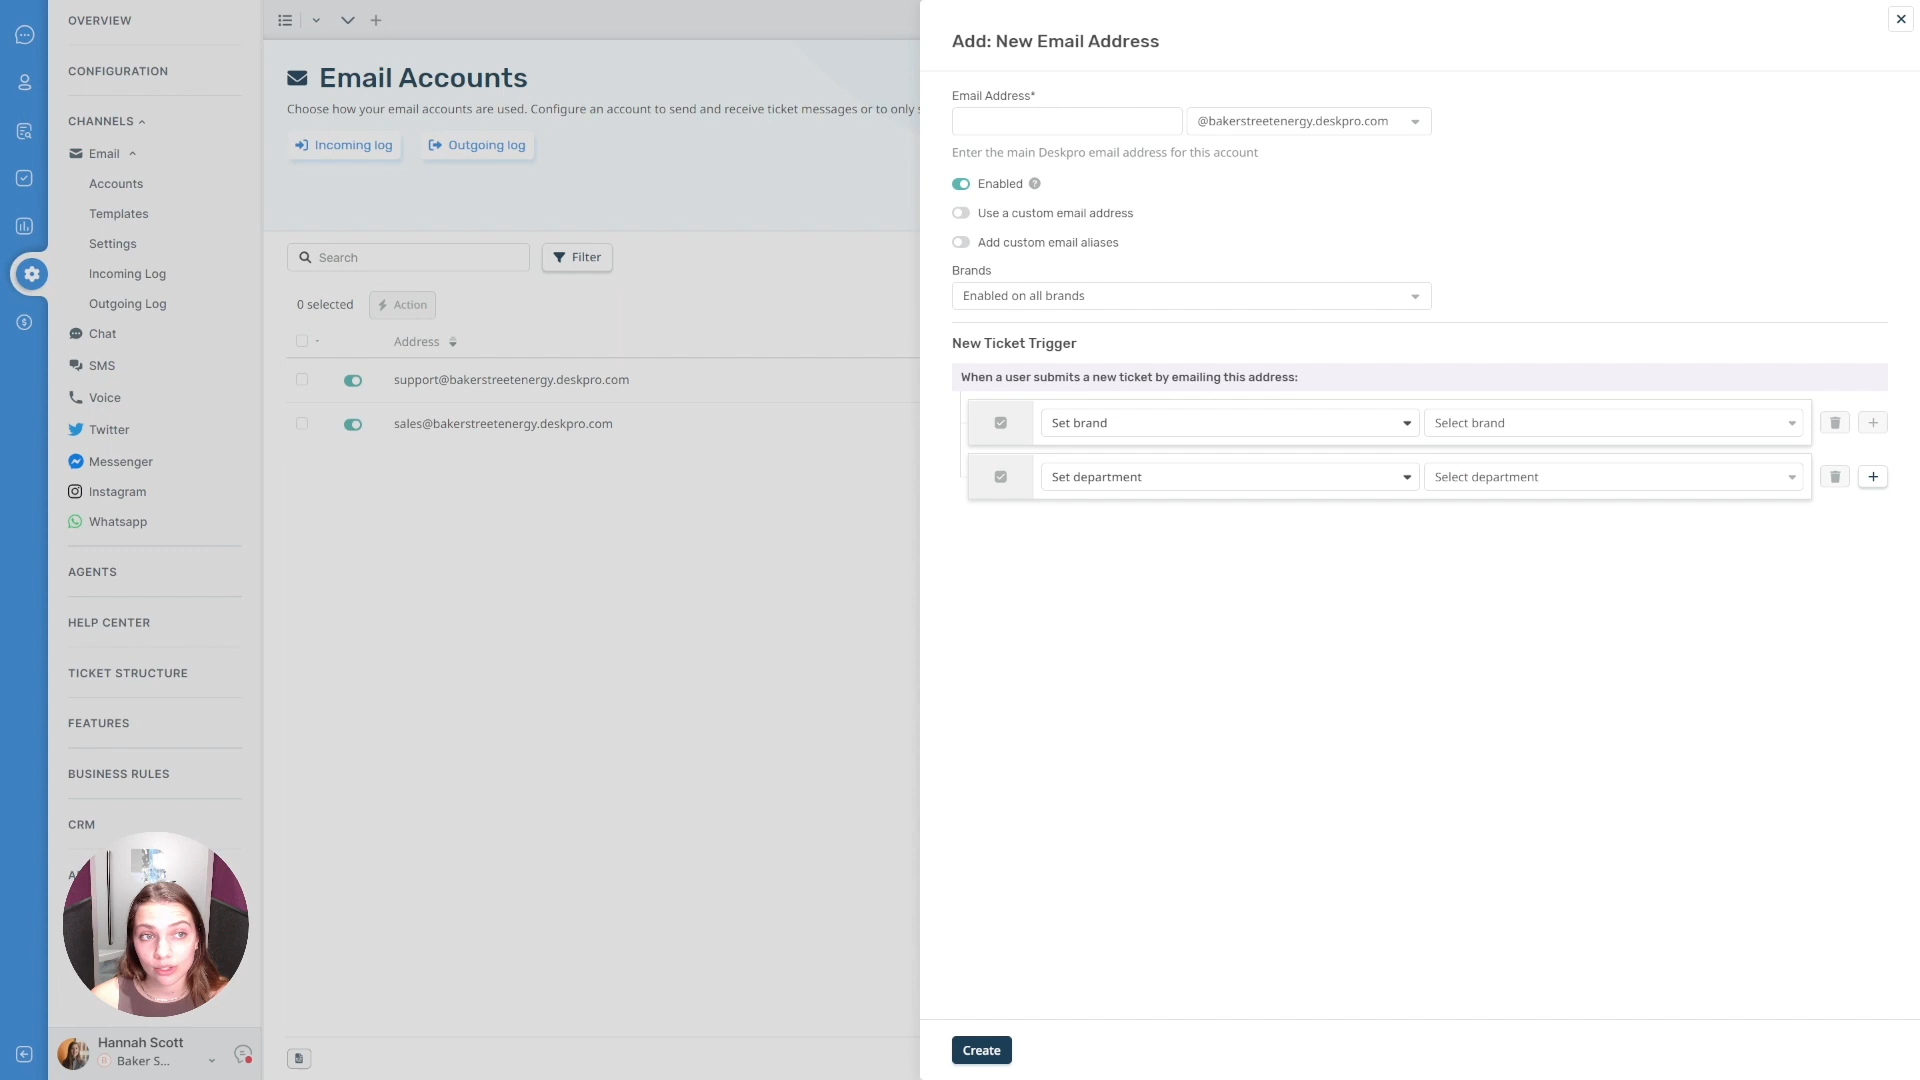 OVERVIEW
CONFIGURATION
CHANNELS
Email
Accounts
Templates
Settings
Incoming Log
Outgoing Log
Chat
SMS
Voice
Twitter
Messenger
Instagram
Whatsapp
AGENTS
HELP CENTER
TICKET STRUCTURE
FEATURES
BUSINESS RULES
CRM
Hannah Scott
Baker S...
Email Accounts
Choose how your email accounts are used. Configure an account to send and receive ticket messages or to only
Incoming log
Outgoing log
Search
Filter
0 selected
Action
Address
support@bakerstreetenergy.deskpro.com
sales@bakerstreetenergy.deskpro.com
Add: New Email Address
Email Address*
@bakerstreetenergy.deskpro.com
Enter the main Deskpro email address for this account
Enabled
Use a custom email address
Add custom email aliases
Brands
Enabled on all brands
New Ticket Trigger
When a user submits a new ticket by emailing this address:
Set brand
Select brand
Set department
Select department
Create